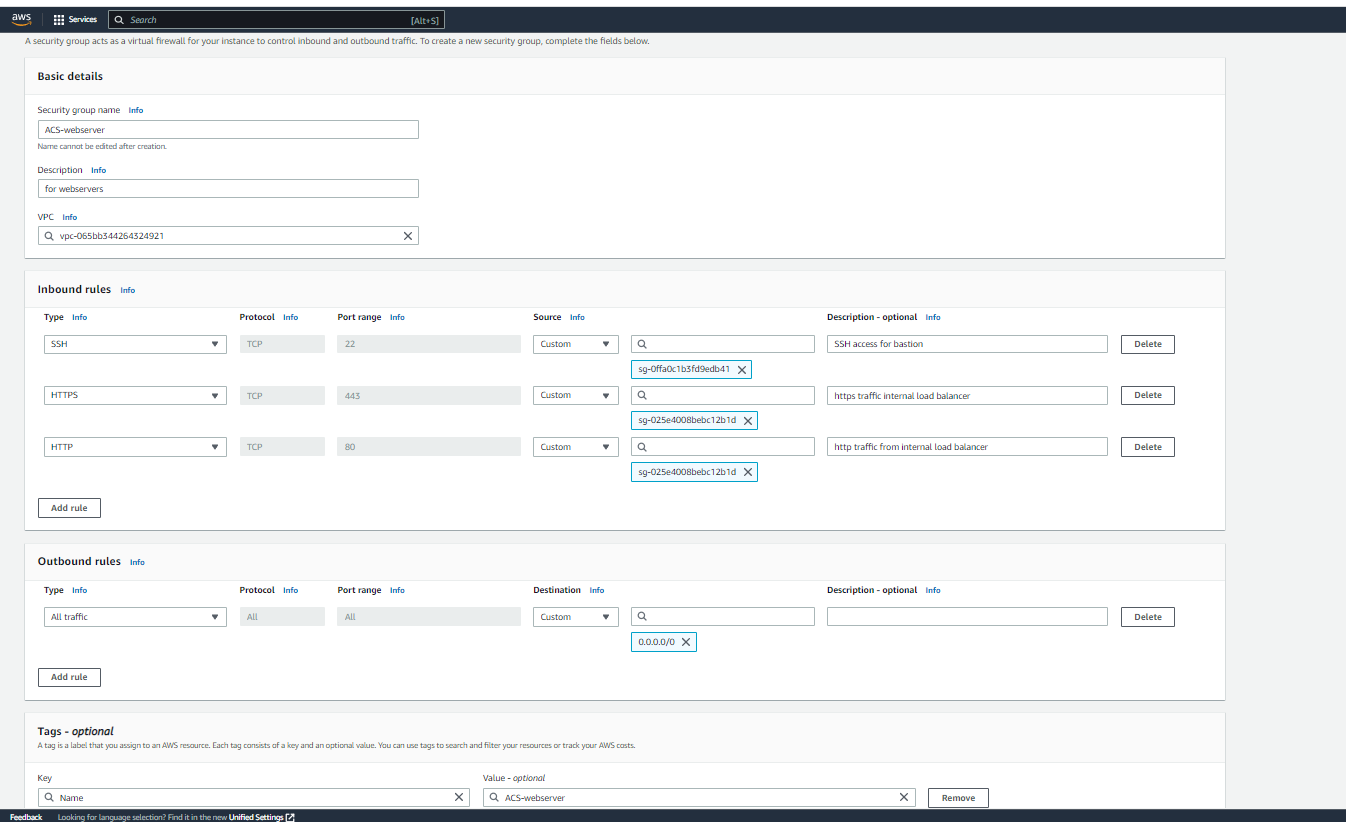 aws Services Search [Alt+S]
A security group acts as a virtual firewall for your instance to control inbound and outbound traffic. To create a new security group, complete the fields below.
Basic details
Security group name Info
ACS-webserver
Name cannot be edited after creation.
Description Info
for webservers
VPC Info
vpc-065bb344264324921
Inbound rules Info
Type Info Protocol Info Port range Info Source Info Description - optional Info
SSH TCP 22 Custom SSH access for bastion Delete
sg-0ffa0c1b3fd9edb41
HTTPS TCP 443 Custom https traffic internal load balancer Delete
sg-025e4008bebc12b1d
HTTP TCP 80 Custom http traffic from internal load balancer Delete
sg-025e4008bebc12b1d
Add rule
Outbound rules Info
Type Info Protocol Info Port range Info Destination Info Description - optional Info
All traffic All All Custom Delete
0.0.0.0/0
Add rule
Tags - optional
A tag is a label that you assign to an AWS resource. Each tag consists of a key and an optional value. You can use tags to search and filter your resources or track your AWS costs.
Key Value - optional
Name ACS-webserver Remove
Feedback Looking for language selection? Find it in the new Unified Settings